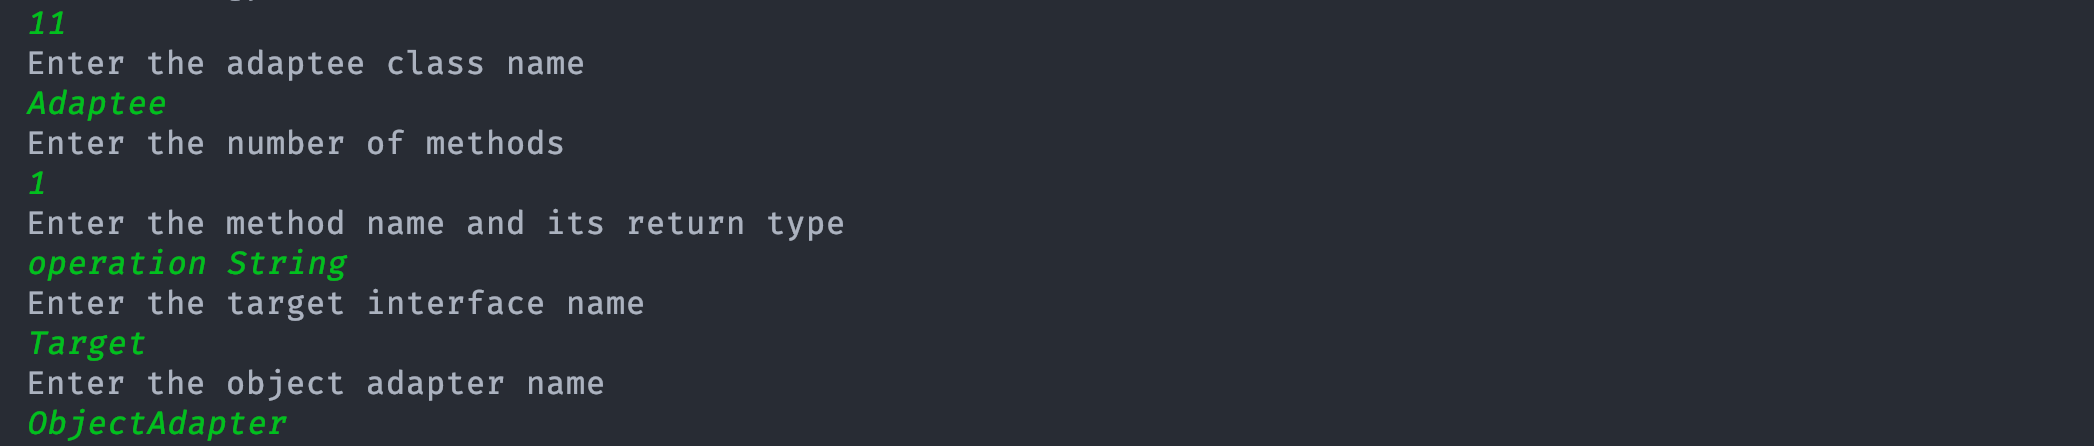 11
Enter the adaptee class name
Adaptee
Enter the number of methods
1
Enter the method name and its return type
operation String
Enter the target interface name
Target
Enter the object adapter name
ObjectAdapter